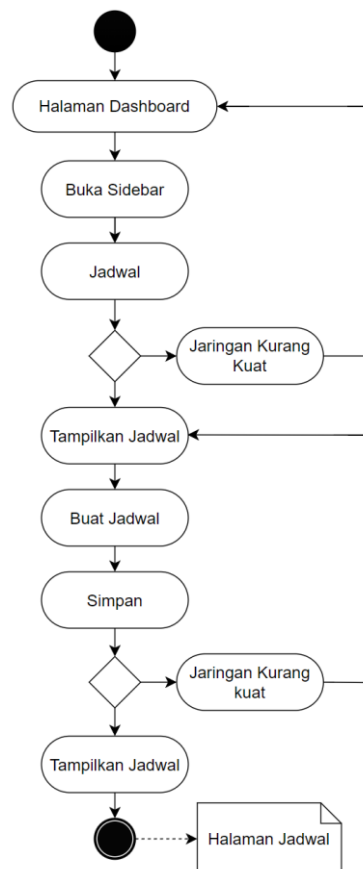 Halaman Dashboard
Buka Sidebar
Jadwal
Jaringan Kurang
Kuat
Tampilkan Jadwal
Buat Jadwal
Simpan
Jaringan Kurang
kuat
Tampilkan Jadwal
Halaman Jadwal